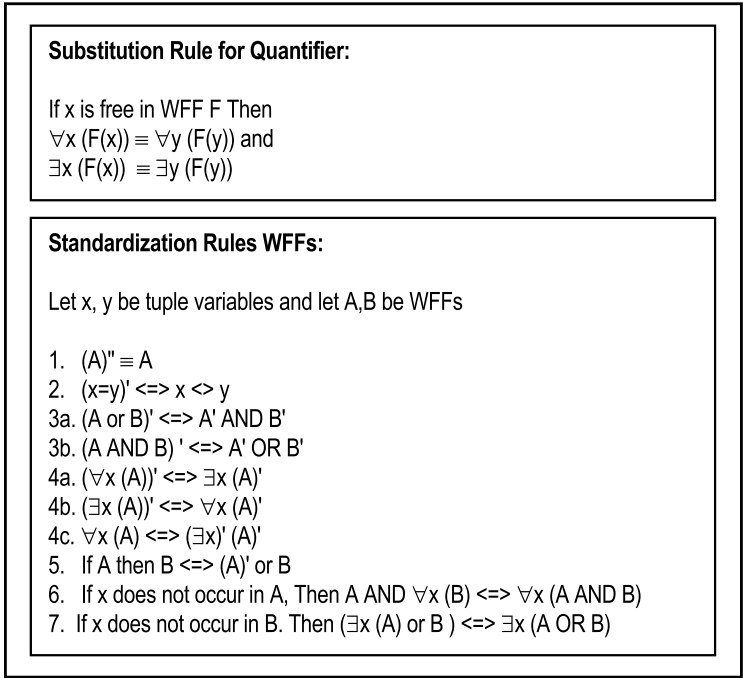 Substitution Rule for Quantifier:
If x is free in WFF F Then
∀x (F(x)) ≡ ∀y (F(y)) and
∃x (F(x)) ≡ ∃y (F(y))
Standardization Rules WFFs:
Let x, y be tuple variables and let A,B be WFFs
1. (A)" ≡ A
2. (x=y)' <=> x <> y
3a. (A or B)' <=> A' AND B'
3b. (A AND B) ' <=> A' OR B'
4a. (∀x (A))' <=> ∃x (A)'
4b. (∃x (A))' <=> ∀x (A)'
4c. ∀x (A) <=> (∃x)' (A)'
5. If A then B <=> (A)' or B
6. If x does not occur in A, Then A AND ∀x (B) <=> ∀x (A AND B)
7. If x does not occur in B. Then (∃x (A) or B ) <=> ∃x (A OR B)